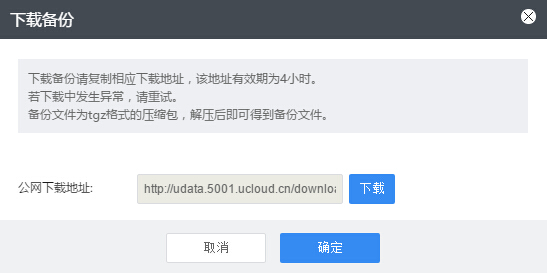 下载备份
下载备份请复制相应下载地址，该地址有效期为4小时。
若下载中发生异常，请重试。
备份文件为tgz格式的压缩包，解压后即可得到备份文件。
公网下载地址: http://udata.5001.ucloud.cn/downloa 下载
取消 确定